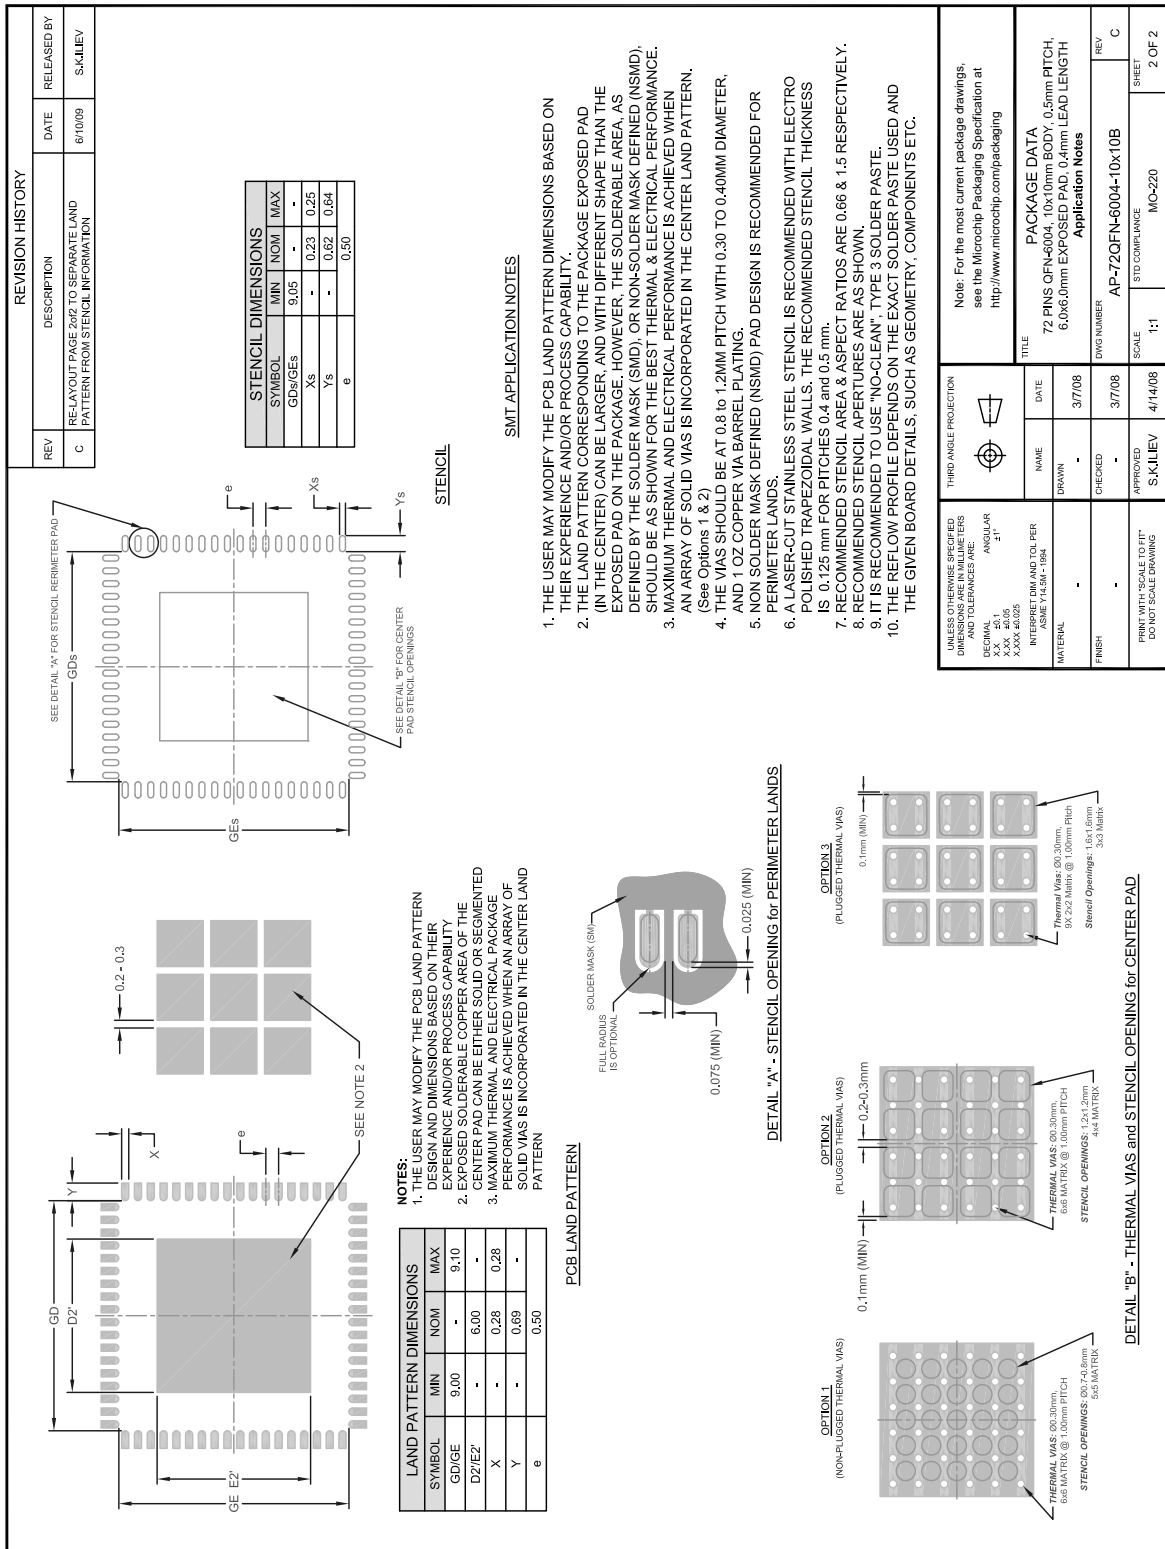 REVISION HISTORY
REV DESCRIPTION DATE RELEASED BY
C RE-LAYOUT PAGE 2of2 TO SEPARATE LAND PATTERN FROM STENCIL INFORMATION 6/10/09 S.K.ILIEV
GD
D2'
GE
E2'
Y
X
e
0.2 - 0.3
SEE NOTE 2
LAND PATTERN DIMENSIONS
SYMBOL MIN NOM MAX
GD/GE 9.00 - 9.10
D2'/E2' - 6.00 -
X - 0.28 0.28
Y - 0.69 -
e 0.50
NOTES:
1. THE USER MAY MODIFY THE PCB LAND PATTERN
DESIGN AND DIMENSIONS BASED ON THEIR
EXPERIENCE AND/OR PROCESS CAPABILITY
2. EXPOSED SOLDERABLE COPPER AREA OF THE
CENTER PAD CAN BE EITHER SOLID OR SEGMENTED
3. MAXIMUM THERMAL AND ELECTRICAL PACKAGE
PERFORMANCE IS ACHIEVED WHEN AN ARRAY OF
SOLID VIAS IS INCORPORATED IN THE CENTER LAND
PATTERN
PCB LAND PATTERN
SEE DETAIL "A" FOR STENCIL RERIMETER PAD
GDs
GEs
e
Xs
Ys
SEE DETAIL "B" FOR CENTER
PAD STENCIL OPENINGS
STENCIL
STENCIL DIMENSIONS
SYMBOL MIN NOM MAX
GDs/GEs 9.05 - -
Xs - 0.23 0.25
Ys - 0.62 0.64
e 0.50
FULL RADIUS
IS OPTIONAL
SOLDER MASK (SM)
0.075 (MIN)
0.025 (MIN)
DETAIL "A" - STENCIL OPENING for PERIMETER LANDS
OPTION 1
(NON-PLUGGED THERMAL VIAS)
THERMAL VIAS: Ø0.30mm,
6x6 MATRIX @ 1.00mm PITCH
STENCIL OPENINGS: Ø0.7-0.8mm
5x5 MATRIX
OPTION 2
(PLUGGED THERMAL VIAS)
0.1mm (MIN)
0.2-0.3mm
THERMAL VIAS: Ø0.30mm,
6x6 MATRIX @ 1.00mm PITCH
STENCIL OPENINGS: 1.2x1.2mm
4x4 MATRIX
OPTION 3
(PLUGGED THERMAL VIAS)
0.1mm (MIN)
Thermal Vias: Ø0.30mm,
9X 2x2 Matrix @ 1.00mm Pitch
Stencil Openings: 1.6x1.6mm
3x3 Matrix
DETAIL "B" - THERMAL VIAS and STENCIL OPENING for CENTER PAD
SMT APPLICATION NOTES
1. THE USER MAY MODIFY THE PCB LAND PATTERN DIMENSIONS BASED ON
THEIR EXPERIENCE AND/OR PROCESS CAPABILITY.
2. THE LAND PATTERN CORRESPONDING TO THE PACKAGE EXPOSED PAD
(IN THE CENTER) CAN BE LARGER, AND WITH DIFFERENT SHAPE THAN THE
EXPOSED PAD ON THE PACKAGE. HOWEVER, THE SOLDERABLE AREA, AS
DEFINED BY THE SOLDER MASK (SMD), OR NON-SOLDER MASK DEFINED (NSMD),
SHOULD BE AS SHOWN FOR THE BEST THERMAL & ELECTRICAL PERFORMANCE.
3. MAXIMUM THERMAL AND ELECTRICAL PERFORMANCE IS ACHIEVED WHEN
AN ARRAY OF SOLID VIAS IS INCORPORATED IN THE CENTER LAND PATTERN.
(See Options 1 & 2)
4. THE VIAS SHOULD BE AT 0.8 to 1.2MM PITCH WITH 0.30 TO 0.40MM DIAMETER,
AND 1 OZ COPPER VIA BARREL PLATING.
5. NON SOLDER MASK DEFINED (NSMD) PAD DESIGN IS RECOMMENDED FOR
PERIMETER LANDS.
6. A LASER-CUT STAINLESS STEEL STENCIL IS RECOMMENDED WITH ELECTRO
POLISHED TRAPEZOIDAL WALLS. THE RECOMMENDED STENCIL THICKNESS
IS 0.125 mm FOR PITCHES 0.4 and 0.5 mm.
7. RECOMMENDED STENCIL AREA & ASPECT RATIOS ARE 0.66 & 1.5 RESPECTIVELY.
8. RECOMMENDED STENCIL APERTURES ARE AS SHOWN.
9. IT IS RECOMMENDED TO USE "NO-CLEAN", TYPE 3 SOLDER PASTE.
10. THE REFLOW PROFILE DEPENDS ON THE EXACT SOLDER PASTE USED AND
THE GIVEN BOARD DETAILS, SUCH AS GEOMETRY, COMPONENTS ETC.
UNLESS OTHERWISE SPECIFIED
DIMENSIONS ARE IN MILLIMETERS
AND TOLERANCES ARE:
DECIMAL ANGULAR
X.X ±0.1 ±1°
X.XX ±0.05
X.XXX ±0.025
INTERPRET DIM AND TOL PER
ASME Y14.5M - 1994
MATERIAL
-
FINISH
-
PRINT WITH "SCALE TO FIT"
DO NOT SCALE DRAWING
THIRD ANGLE PROJECTION
NAME DATE
DRAWN - 3/7/08
CHECKED - 3/7/08
APPROVED S.K.ILIEV 4/14/08
Note: For the most current package drawings,
see the Microchip Packaging Specification at
http://www.microchip.com/packaging
TITLE
PACKAGE DATA
72 PINS QFN-6004, 10x10mm BODY, 0.5mm PITCH,
6.0x6.0mm EXPOSED PAD, 0.4mm LEAD LENGTH
Application Notes
DWG NUMBER
AP-72QFN-6004-10x10B
REV
C
SCALE
1:1
STD COMPLIANCE
MO-220
SHEET
2 OF 2